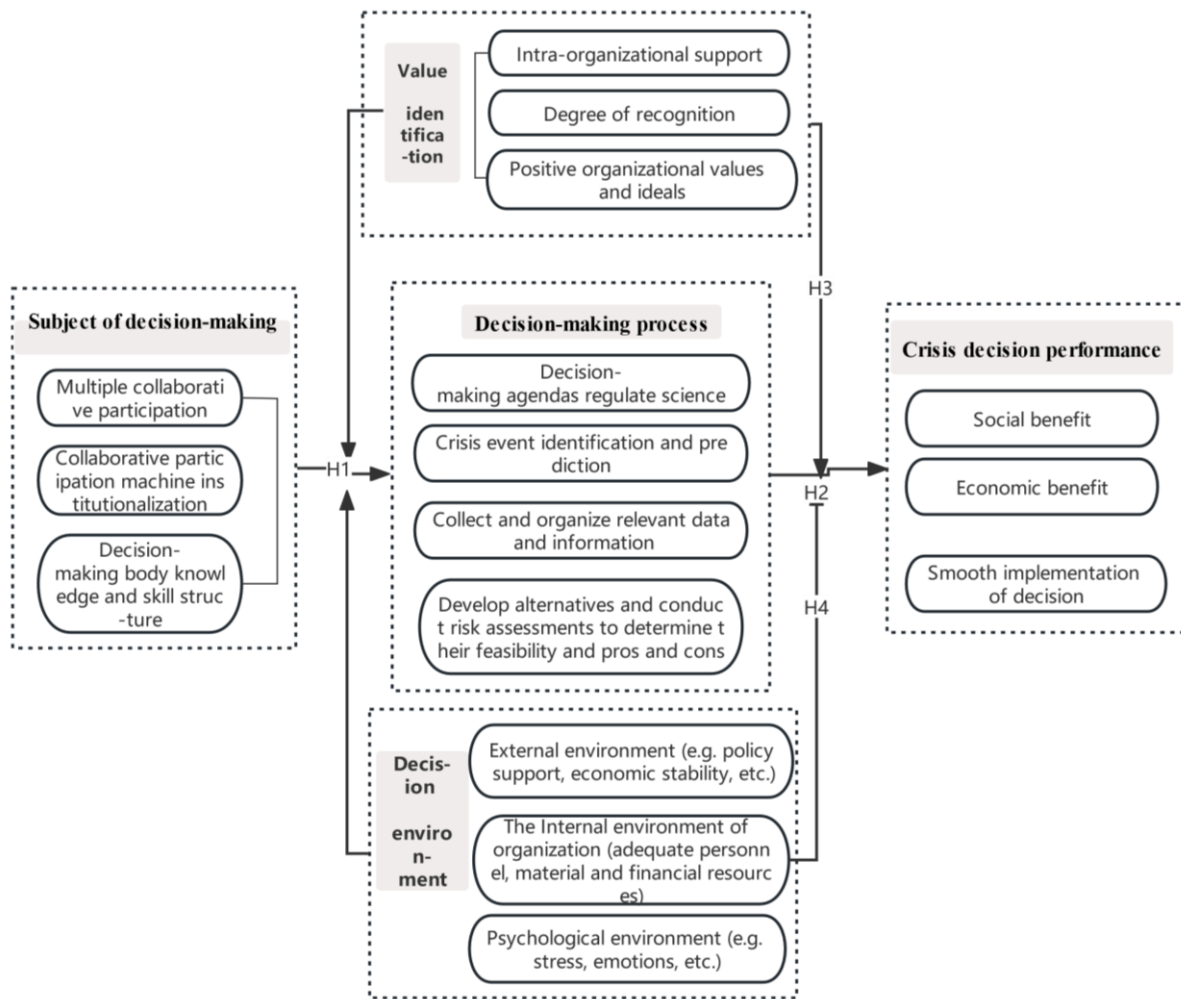 Value
iden
tifica
-tion
Intra-organizational support
Degree of recognition
Positive organizational values
and ideals
H3
Subject of decision-making
Multiple collaborati
ve participation
Collaborative partic
ipation machine ins
titutionalization
Decision-
making body knowl
edge and skill struc
-ture
H1
Decision-making process
Decision-
making agendas regulate science
Crisis event identification and pre
diction
Collect and organize relevant data
and information
Develop alternatives and conduc
t risk assessments to determine t
heir feasibility and pros and cons
H2
H4
Crisis decision performance
Social benefit
Economic benefit
Smooth implementation
of decision
Decis-
ion
enviro
n-
ment
External environment (e.g. policy
support, economic stability, etc.)
The Internal environment of
organization (adequate personn
el, material and financial resourc
es)
Psychological environment (e.g.
stress, emotions, etc.)